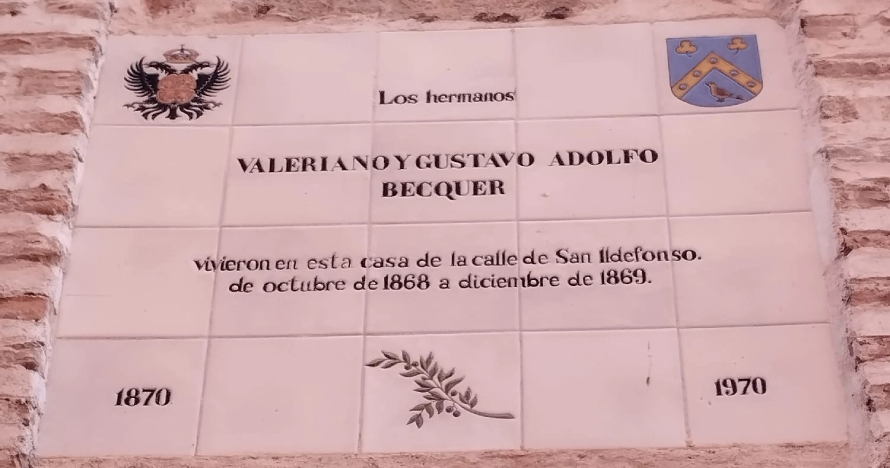 Los hermanos
VALERIANO Y GUSTAVO ADOLFO
BECQUER
vivieron en esta casa de la calle de San Ildefonso.
de octubre de 1868 a diciembre de 1869.
1870 1970